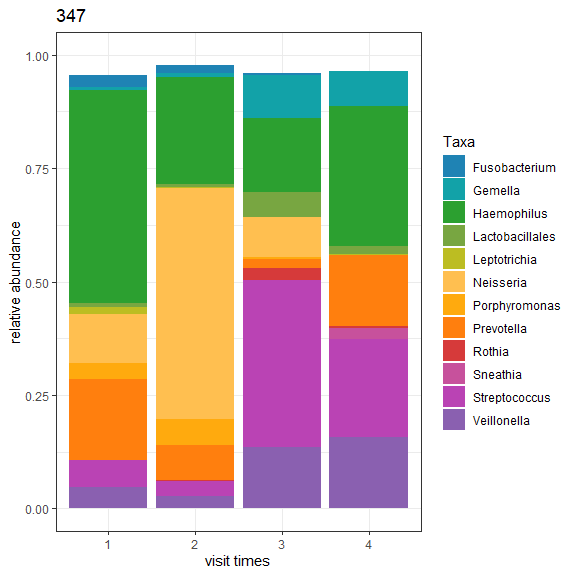 347
relative abundance
1.00
0.75
0.50
0.25
0.00
1 2 3 4
visit times
Taxa
Fusobacterium
Gemella
Haemophilus
Lactobacillales
Leptotrichia
Neisseria
Porphyromonas
Prevotella
Rothia
Sneathia
Streptococcus
Veillonella